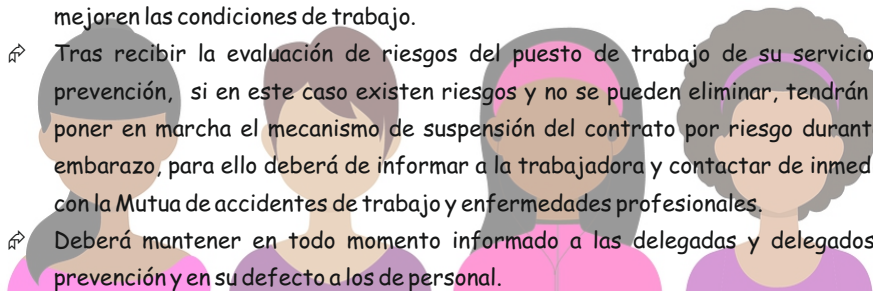 mejoren las condiciones de trabajo.
Tras recibir la evaluación de riesgos del puesto de trabajo de su servicio
prevención, si en este caso existen riesgos y no se pueden eliminar, tendrán
poner en marcha el mecanismo de suspensión del contrato por riesgo durant
embarazo, para ello deberá de informar a la trabajadora y contactar de inmed
con la Mutua de accidentes de trabajo y enfermedades profesionales.
Deberá mantener en todo momento informado a las delegadas y delegados
prevención y en su defecto a los de personal.